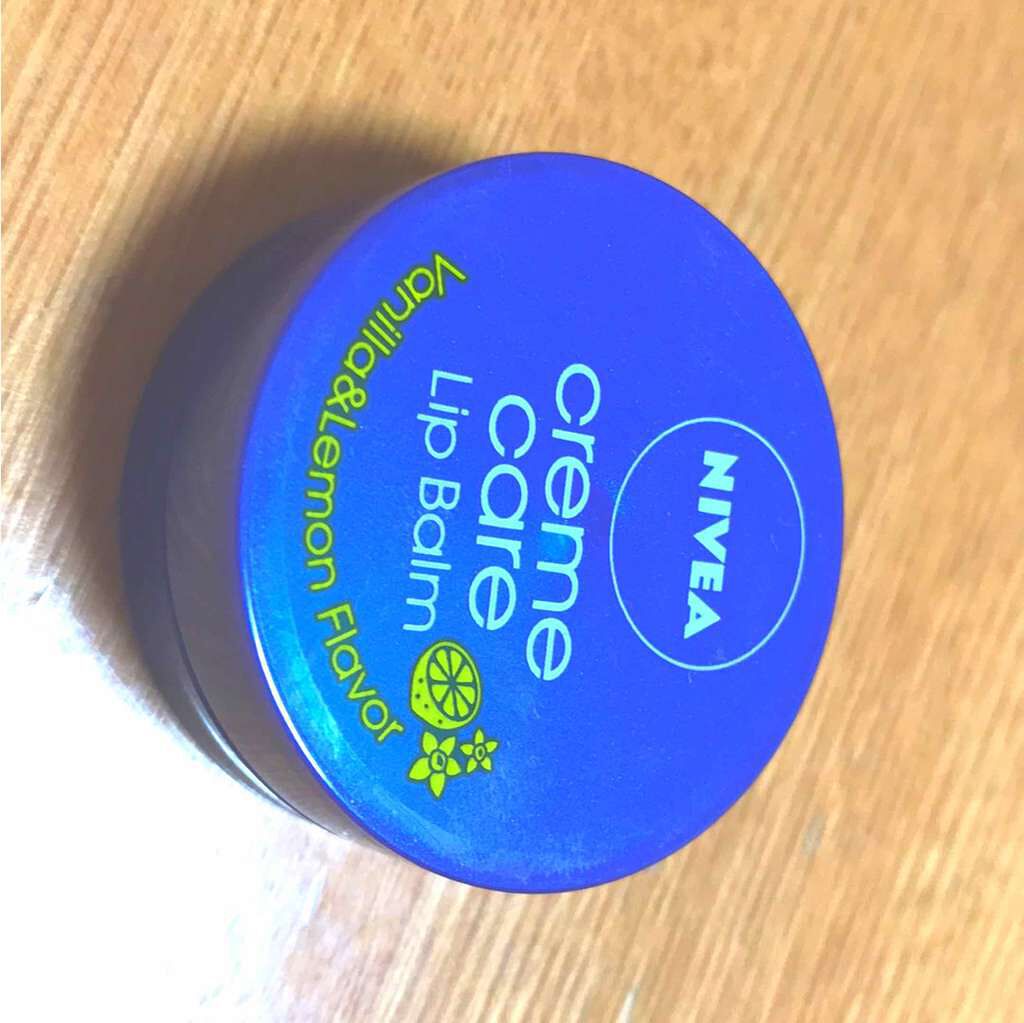 NIVEA
creme
care
Lip Balm
Vanilla&Lemon Flavor